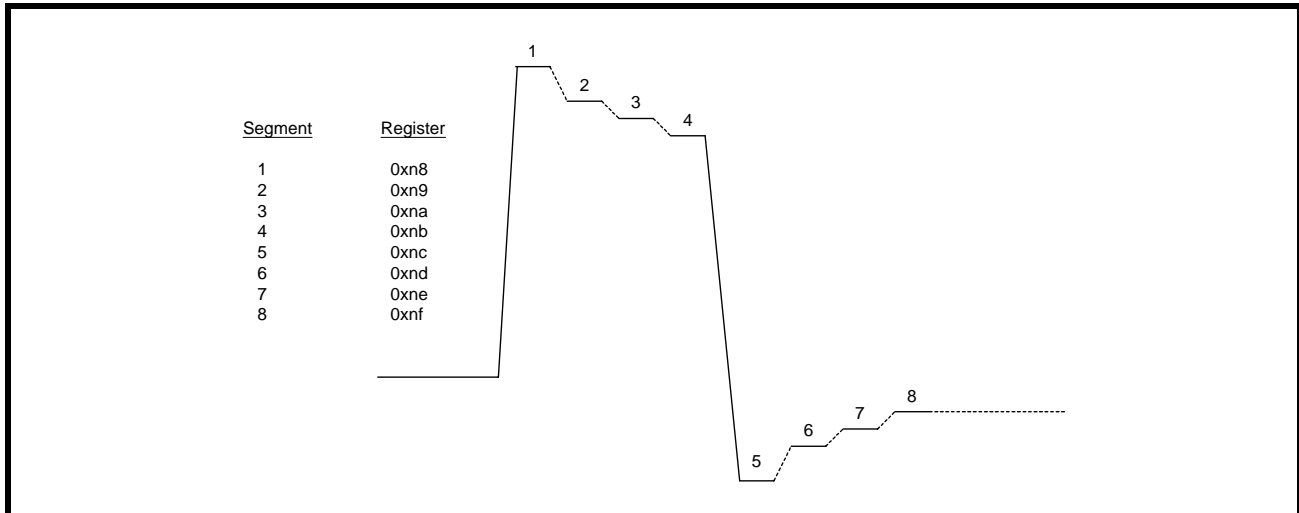 1
2
3
4
Segment Register
1 0xn8
2 0xn9
3 0xna
4 0xnb
5 0xnc
6 0xnd
7 0xne
8 0xnf
8
7
6
5